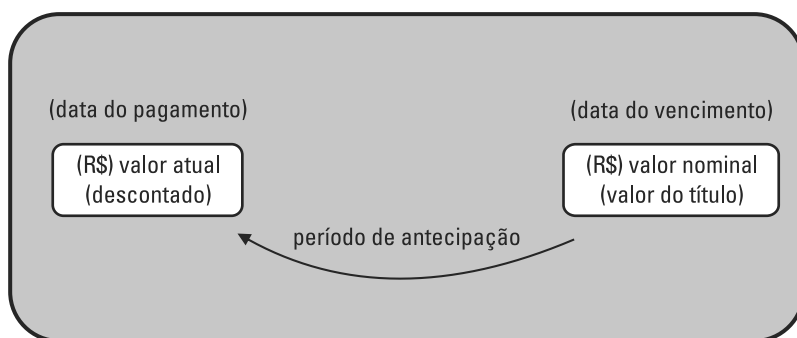 (data do pagamento)
(data do vencimento)
(R$) valor atual
(descontado)
(R$) valor nominal
(valor do título)
período de antecipação